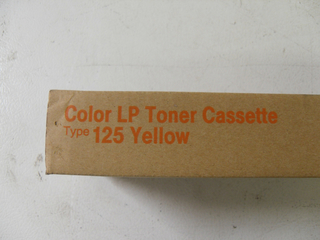 Color LP Toner Cassette
Type 125 Yellow